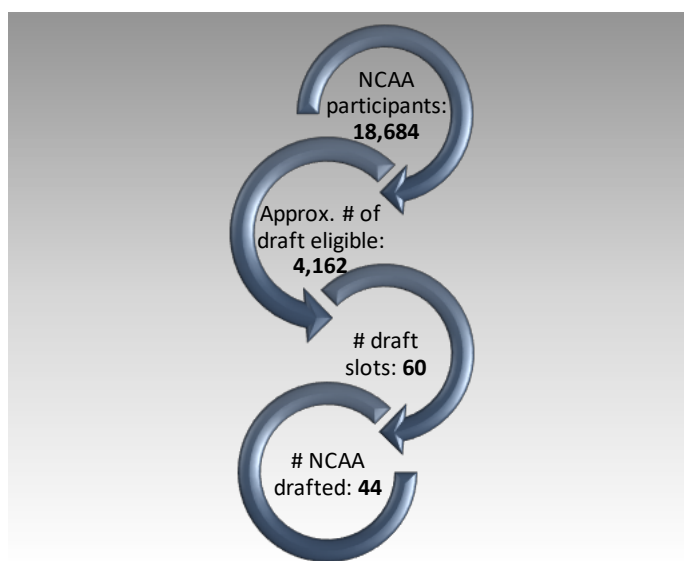 NCAA
participants:
18,684
Approx. # of
draft eligible:
4,162
# draft
slots: 60
# NCAA
drafted: 44